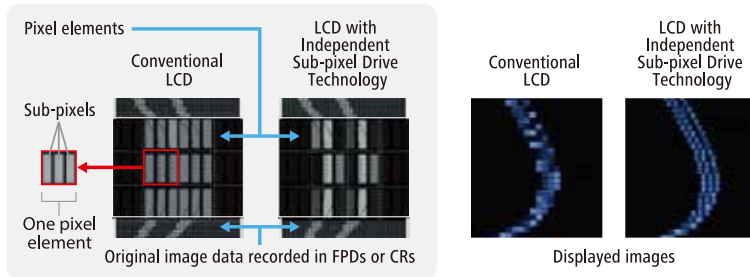 Pixel elements
Conventional
LCD
LCD with
Independent
Sub-pixel Drive
Technology
Sub-pixels
One pixel
element
Original image data recorded in FPDs or CRs
Conventional
LCD
LCD with
Independent
Sub-pixel Drive
Technology
Displayed images